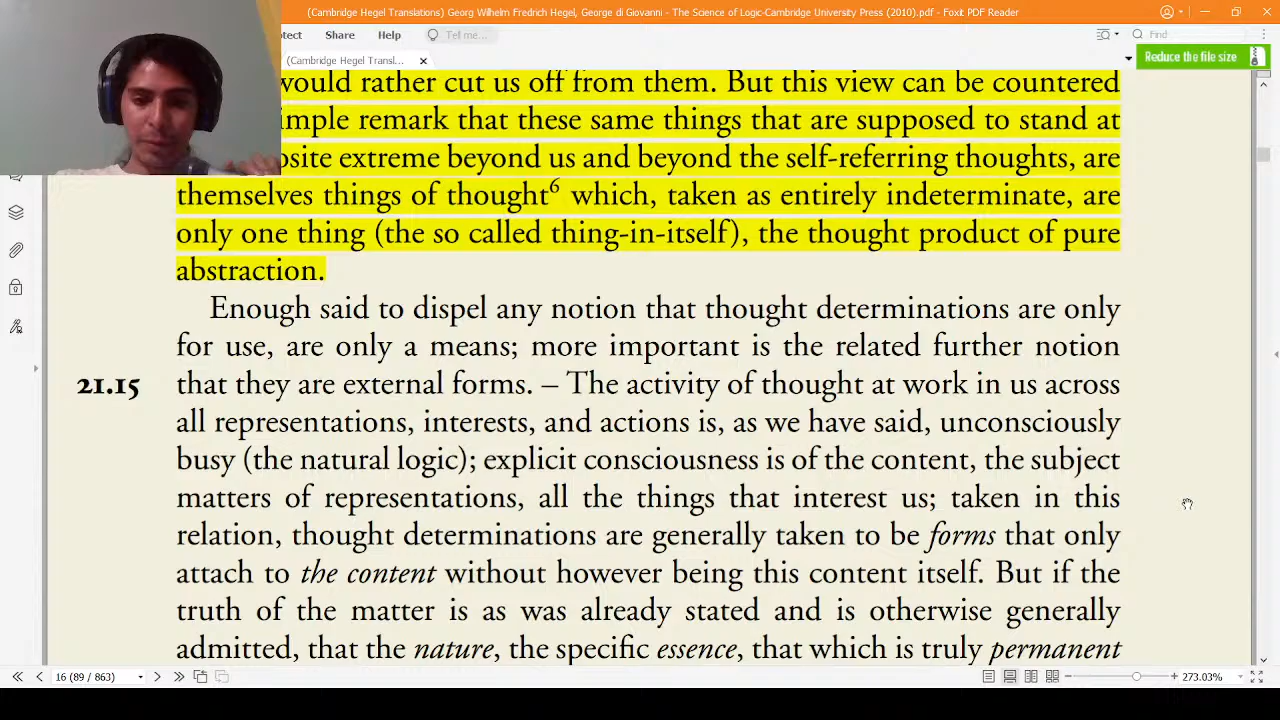 (Cambridge Hegel Translations) Georg Wilhelm Fredrich Hegel, George di Giovanni - The Science of Logic-Cambridge University Press (2010).pdf - Foxit PDF Reader
Share Help Tell me... Find
(Cambridge Hegel Transl... Reduce the file size
would rather cut us off from them. But this view can be countered
imple remark that these same things that are supposed to stand at
osite extreme beyond us and beyond the self-referring thoughts, are
themselves things of thought⁶ which, taken as entirely indeterminate, are
only one thing (the so called thing-in-itself), the thought product of pure
abstraction.
Enough said to dispel any notion that thought determinations are only
for use, are only a means; more important is the related further notion
21.15 that they are external forms. – The activity of thought at work in us across
all representations, interests, and actions is, as we have said, unconsciously
busy (the natural logic); explicit consciousness is of the content, the subject
matters of representations, all the things that interest us; taken in this
relation, thought determinations are generally taken to be forms that only
attach to the content without however being this content itself. But if the
truth of the matter is as was already stated and is otherwise generally
admitted, that the nature, the specific essence, that which is truly permanent
16 (89 / 863) 273.03%